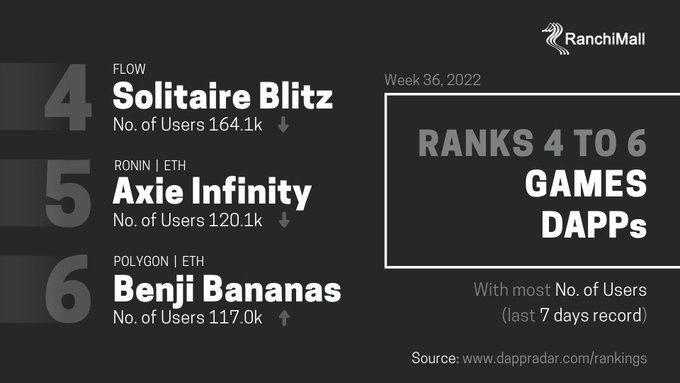 RanchiMall
4
FLOW
Solitaire Blitz
No. of Users 164.1k
5
RONIN | ETH
Axie Infinity
No. of Users 120.1k
6
POLYGON | ETH
Benji Bananas
No. of Users 117.0k
Week 36, 2022
RANKS 4 TO 6
GAMES
DAPPs
With most No. of Users
(last 7 days record)
Source: www.dappradar.com/rankings